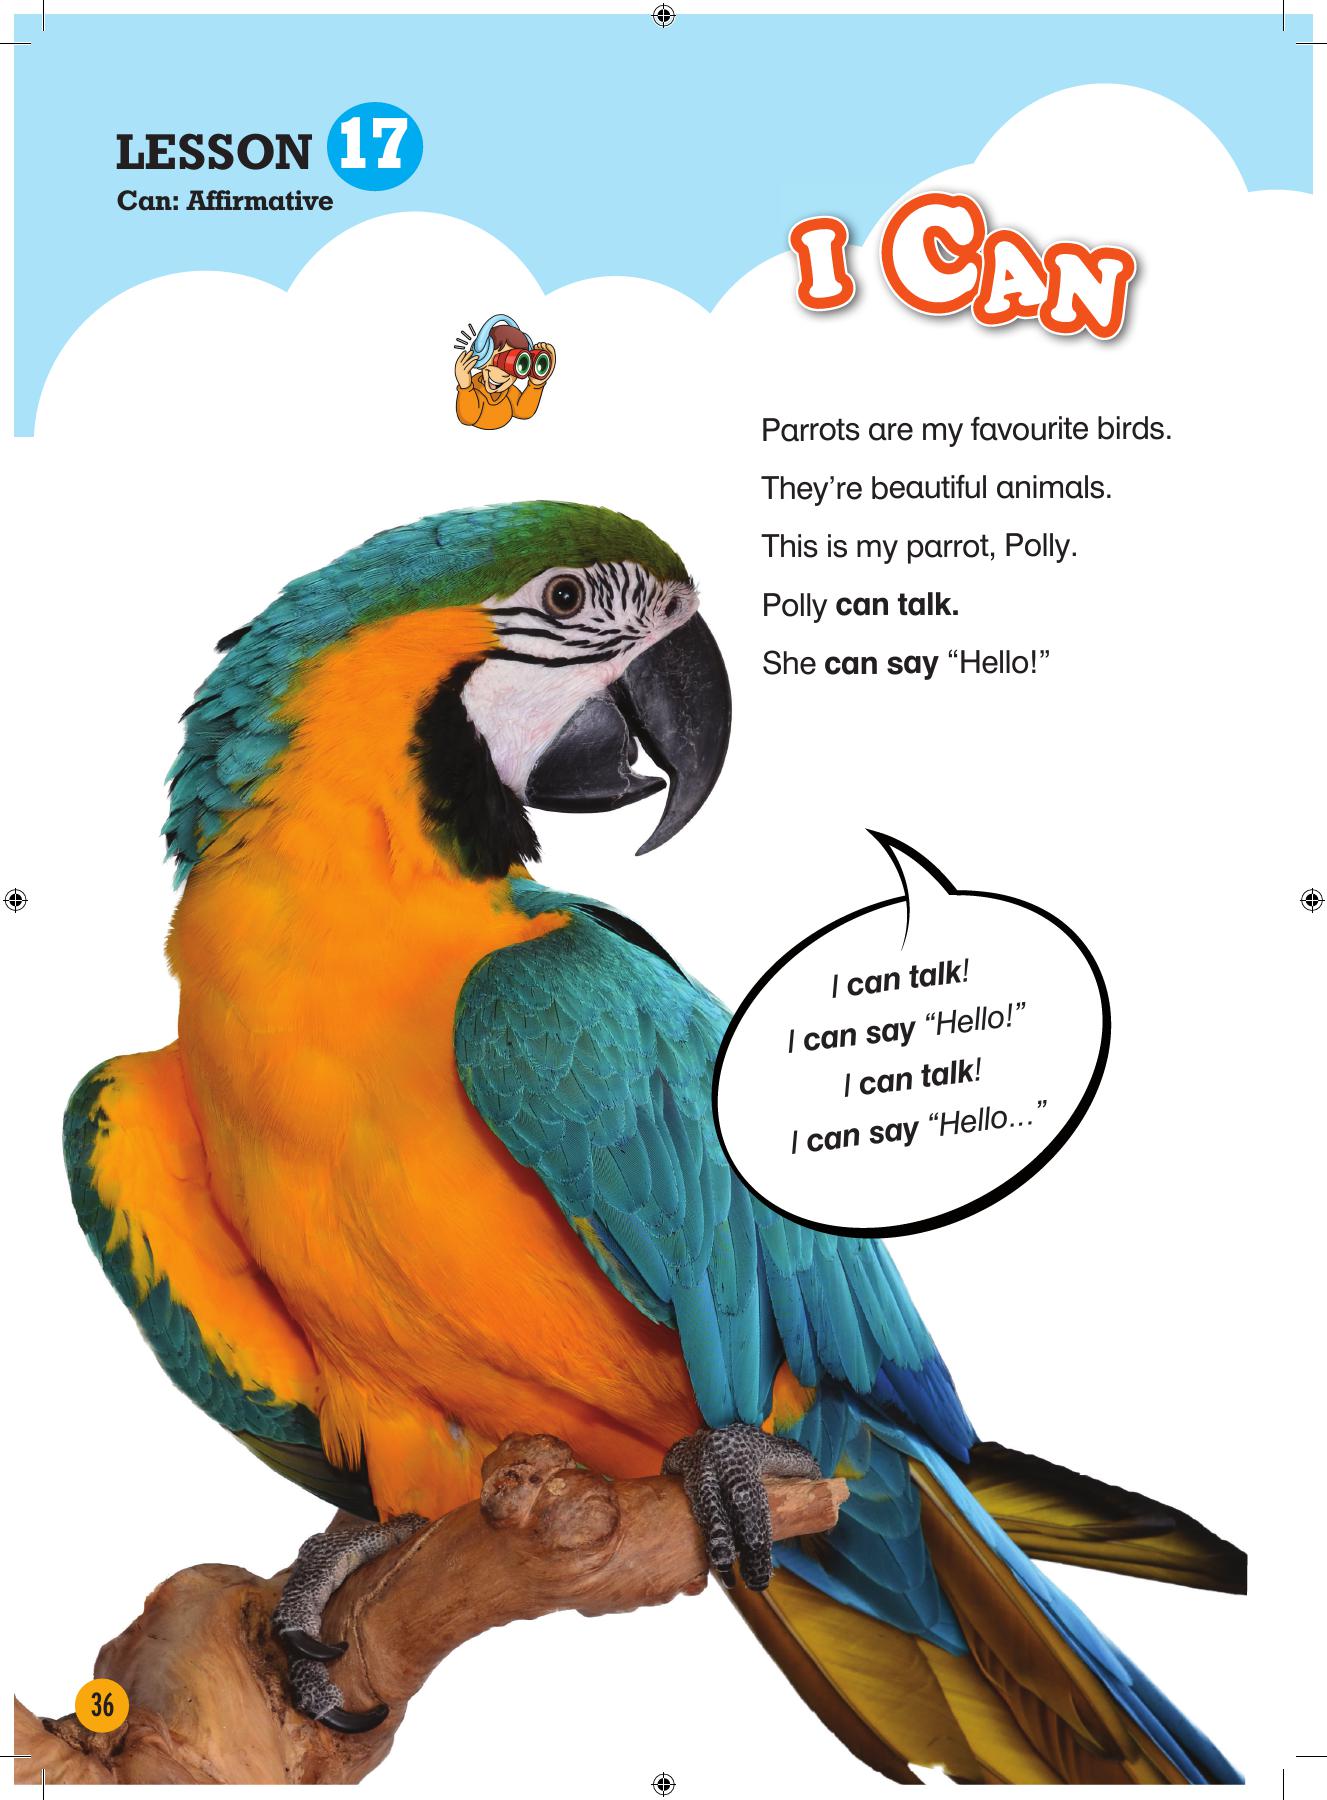 LESSON 17
Can: Affirmative
I CAN
Parrots are my favourite birds.
They’re beautiful animals.
This is my parrot, Polly.
Polly can talk.
She can say “Hello!”
I can talk!
I can say “Hello!”
I can talk!
I can say “Hello...”
36